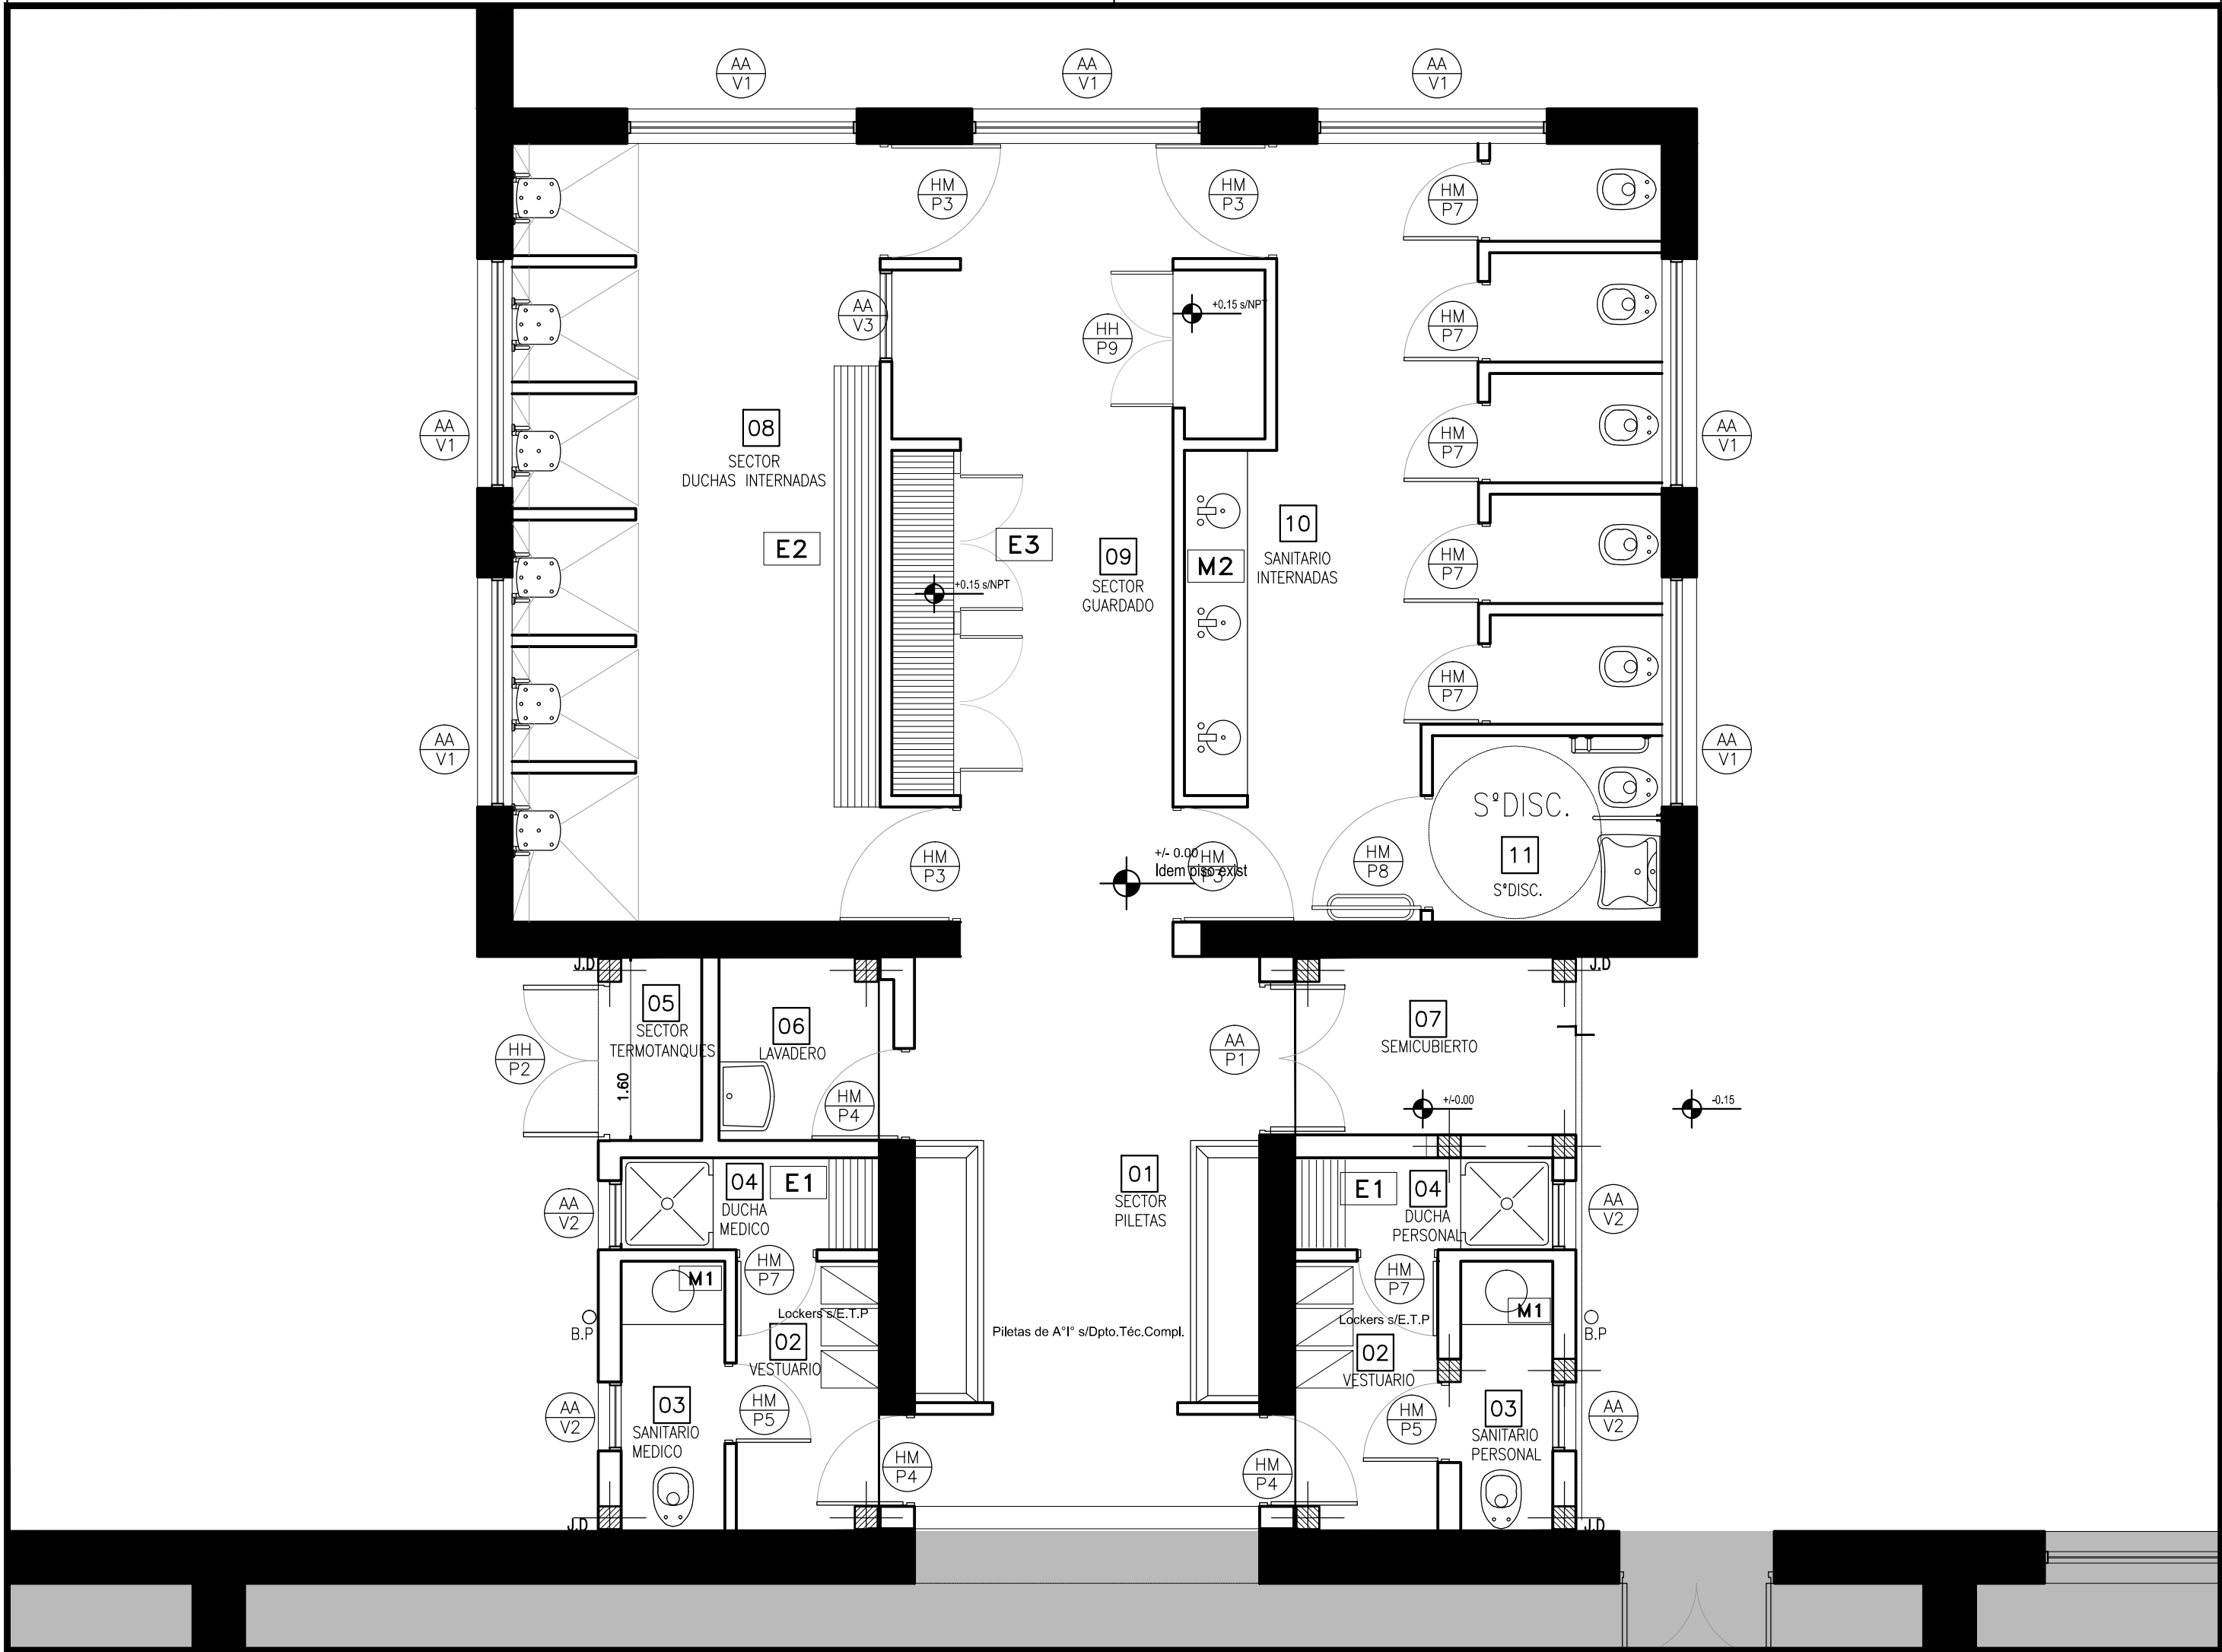 AA
V1
AA
V1
AA
V1
HM
P3
HM
P3
HM
P7
AA
V3
HH
P9
+0.15 s/NPT
HM
P7
AA
V1
08
SECTOR
DUCHAS INTERNADAS
HM
P7
AA
V1
E2
E3
+0.15 s/NPT
09
SECTOR
GUARDADO
M2
10
SANITARIO
INTERNADAS
HM
P7
HM
P7
AA
V1
AA
V1
HM
P3
+/- 0.00
Idem piso exist
HM
P3
HM
P8
SºDISC.
11
SºDISC.
J.D
J.D
05
SECTOR
TERMOTANQUES
1.60
06
LAVADERO
HH
P2
HM
P4
AA
P1
07
SEMICUBIERTO
+/-0.00
-0.15
AA
V2
04
DUCHA
MEDICO
E1
01
SECTOR
PILETAS
E1
04
DUCHA
PERSONAL
AA
V2
M1
HM
P7
HM
P7
M1
B.P
Lockers s/E.T.P
02
VESTUARIO
Piletas de A°I° s/Dpto.Téc.Compl.
Lockers s/E.T.P
02
VESTUARIO
B.P
AA
V2
03
SANITARIO
MEDICO
HM
P5
HM
P5
03
SANITARIO
PERSONAL
AA
V2
HM
P4
HM
P4
J.D
J.D